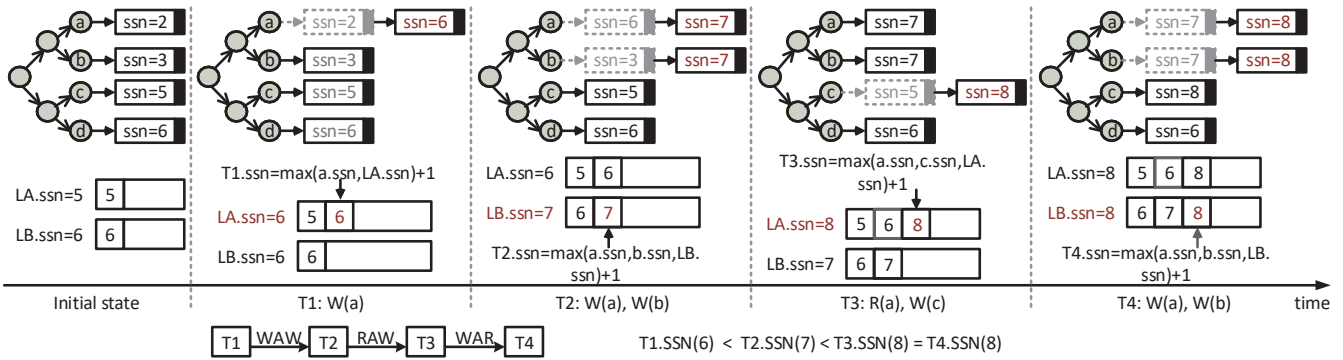 a ssn=2
b ssn=3
c ssn=5
d ssn=6
LA.ssn=5 5
LB.ssn=6 6
Initial state
a ssn=2 ssn=6
b ssn=3
c ssn=5
d ssn=6
T1.ssn=max(a.ssn,LA.ssn)+1
LA.ssn=6 5 6
LB.ssn=6 6
T1: W(a)
a ssn=6 ssn=7
b ssn=3 ssn=7
c ssn=5
d ssn=6
LA.ssn=6 5 6
LB.ssn=7 6 7
T2.ssn=max(a.ssn,b.ssn,LB.
ssn)+1
T2: W(a), W(b)
a ssn=7
b ssn=7
c ssn=5 ssn=8
d ssn=6
T3.ssn=max(a.ssn,c.ssn,LA.
ssn)+1
LA.ssn=8 5 6 8
LB.ssn=7 6 7
T3: R(a), W(c)
a ssn=7 ssn=8
b ssn=7 ssn=8
c ssn=8
d ssn=6
LA.ssn=8 5 6 8
LB.ssn=8 6 7 8
T4.ssn=max(a.ssn,b.ssn,LB.
ssn)+1
T4: W(a), W(b)
time
T1 WAW T2 RAW T3 WAR T4
T1.SSN(6) < T2.SSN(7) < T3.SSN(8) = T4.SSN(8)